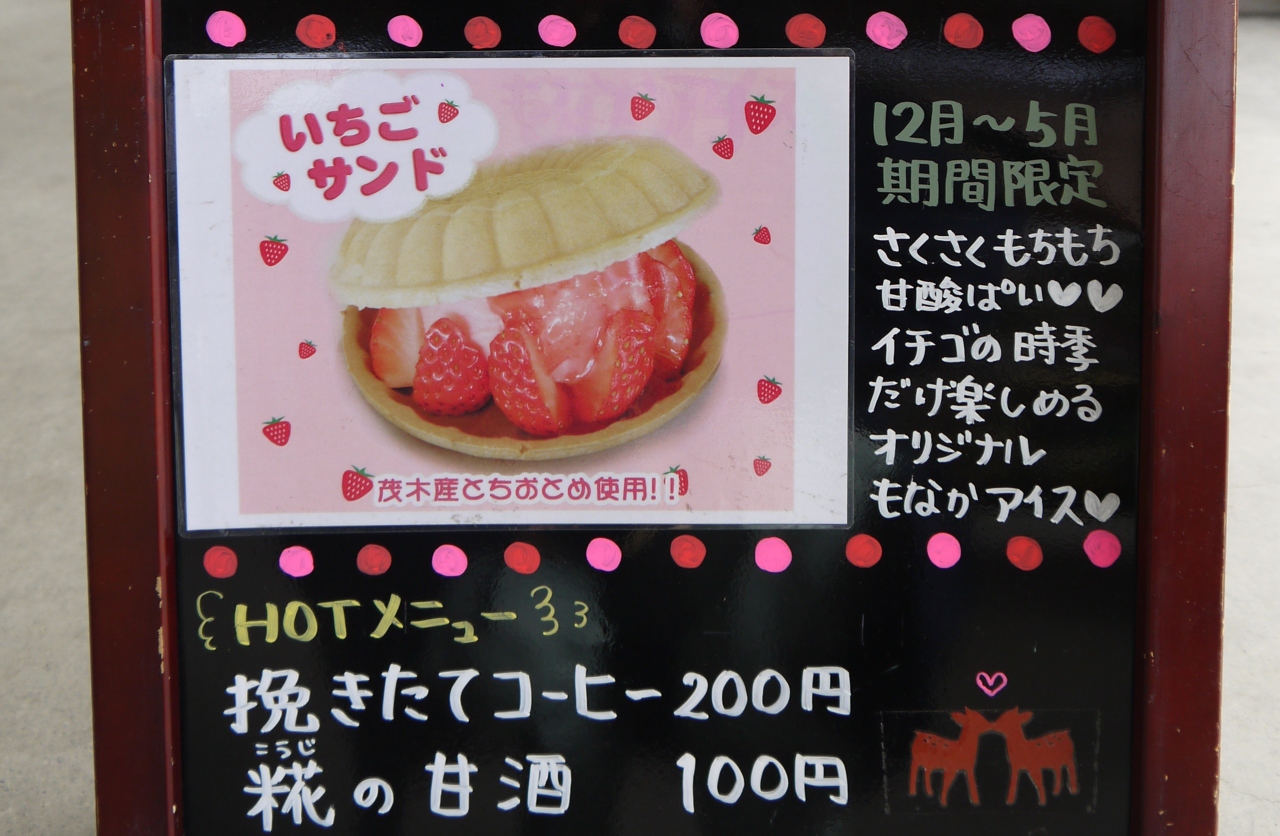 いちご
サンド
茂木産とちおとめ使用!!
12月～5月
期間限定
さくさくもちもち
甘酸ぱい♥♥
イチゴの時季
だけ楽しめる
オリジナル
もなかアイス♥
HOTメニュー
挽きたてコーヒー 200円
こうじ
糀の甘酒 100円